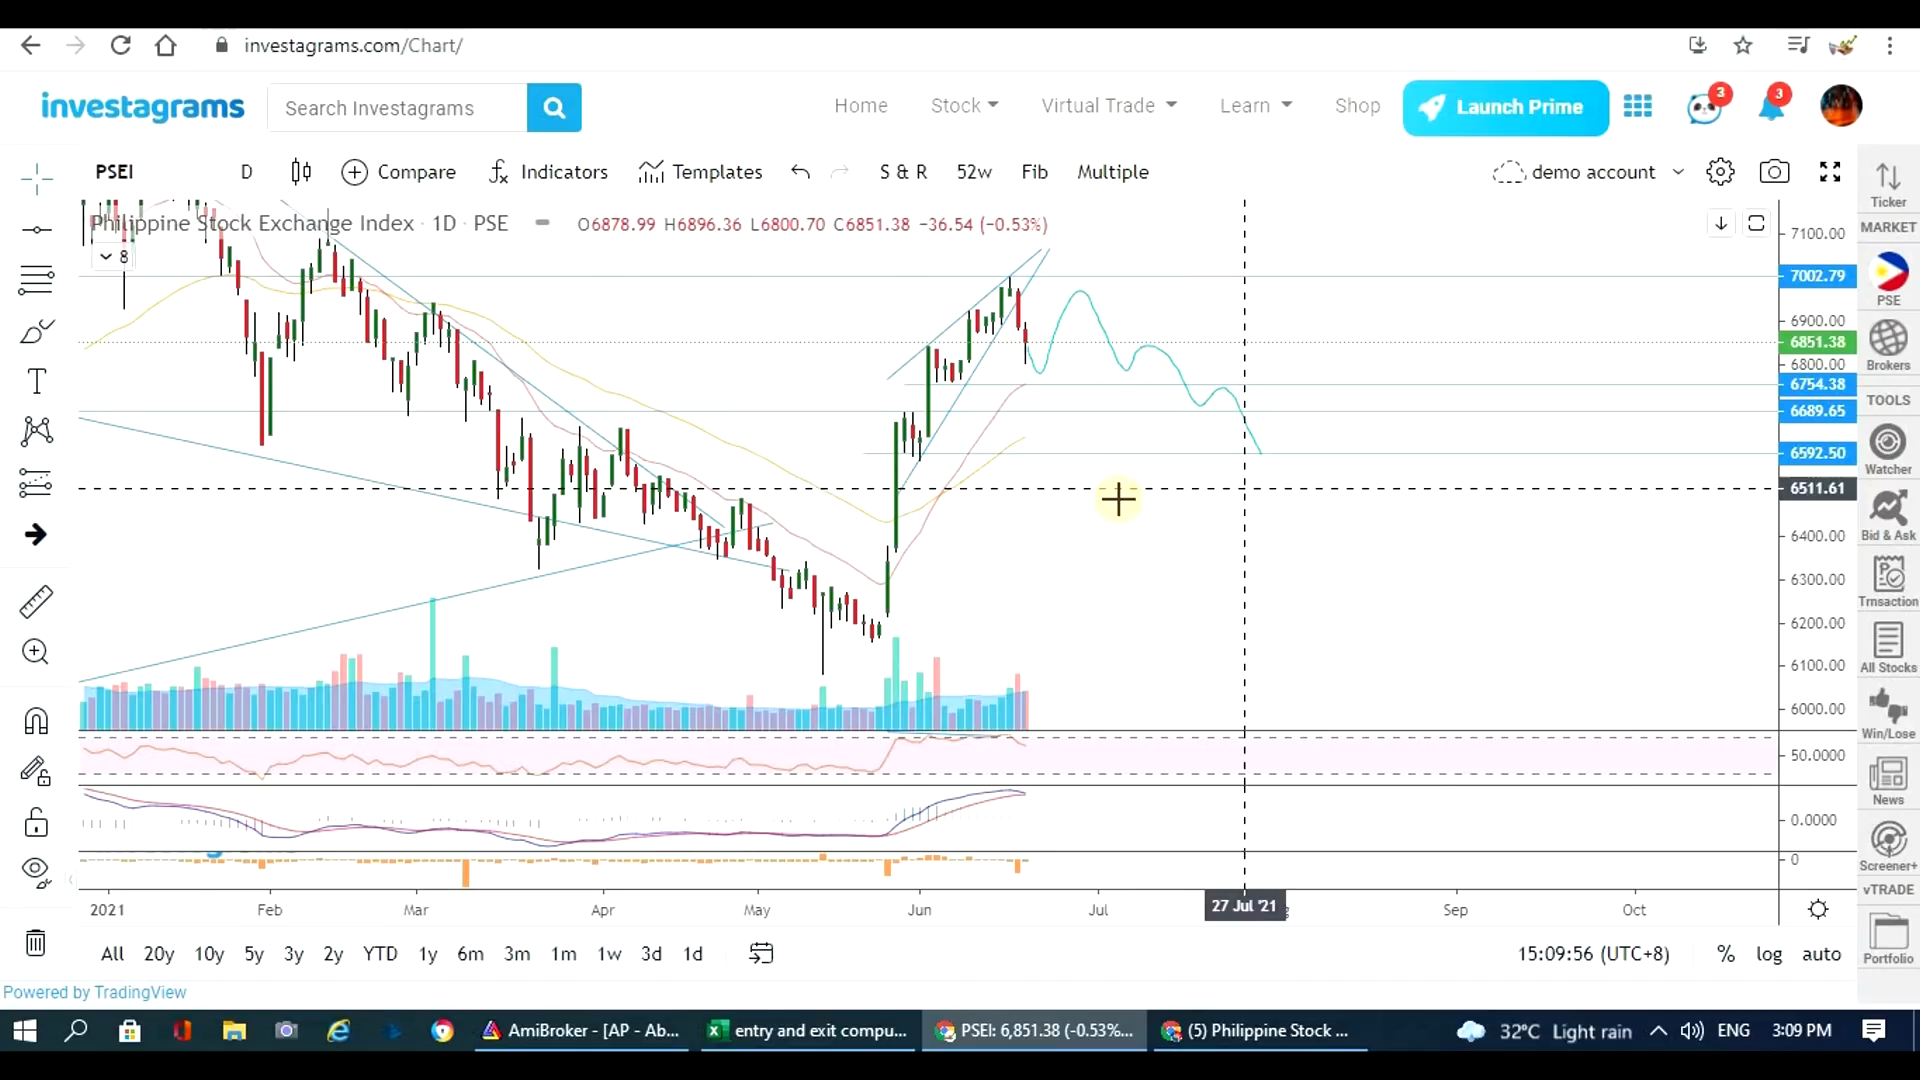 investagrams.com/Chart/
investagrams
Search Investagrams
Home
Stock
Virtual Trade
Learn
Shop
Launch Prime
3
3
PSEI
D
Compare
Indicators
Templates
S & R
52w
Fib
Multiple
demo account
Philippine Stock Exchange Index · 1D · PSE
O6878.99 H6896.36 L6800.70 C6851.38 −36.54 (−0.53%)
8
7100.00
7002.79
6900.00
6851.38
6800.00
6754.38
6689.65
6592.50
6511.61
6400.00
6300.00
6200.00
6100.00
6000.00
50.0000
0.0000
0
2021
Feb
Mar
Apr
May
Jun
Jul
27 Jul '21
Sep
Oct
All
20y
10y
5y
3y
2y
YTD
1y
6m
3m
1m
1w
3d
1d
15:09:56 (UTC+8)
%
log
auto
Powered by TradingView
Ticker
MARKET
PSE
Brokers
TOOLS
Watcher
Bid & Ask
Trnsaction
All Stocks
Win/Lose
News
Screener+
vTRADE
Portfolio
AmiBroker - [AP - Ab...
entry and exit compu...
PSEI: 6,851.38 (-0.53%...
(5) Philippine Stock ...
32°C Light rain
ENG
3:09 PM